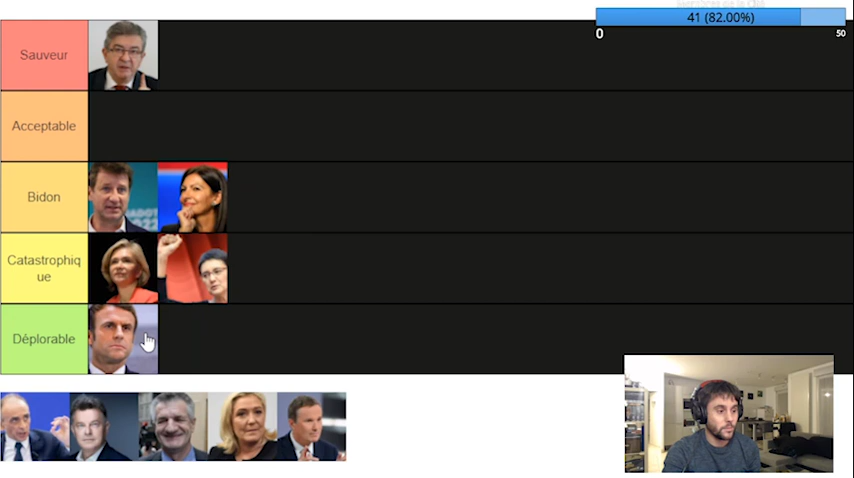 41 (82.00%)
0
50
Sauveur
Acceptable
Bidon
Catastrophiq
ue
Déplorable